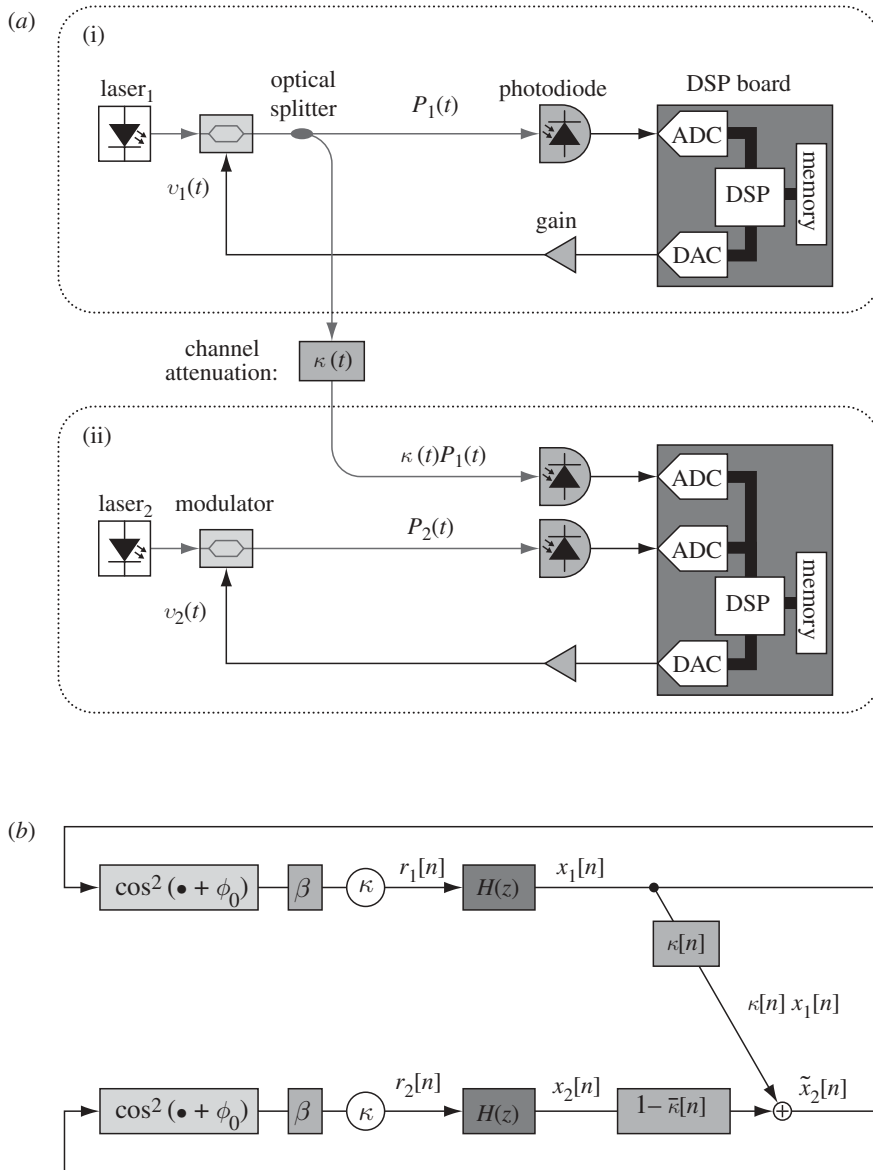 (a)
(i)
laser₁
optical
splitter
P₁(t)
photodiode
DSP board
ADC
DSP
memory
DAC
υ₁(t)
gain
channel
attenuation:
κ(t)
(ii)
laser₂
modulator
κ(t)P₁(t)
P₂(t)
ADC
ADC
DSP
memory
DAC
υ₂(t)
(b)
cos² (• + ϕ₀)
β
κ
r₁[n]
H(z)
x₁[n]
κ[n]
κ[n] x₁[n]
cos² (• + ϕ₀)
β
κ
r₂[n]
H(z)
x₂[n]
1– κ̄[n]
+
x̃₂[n]